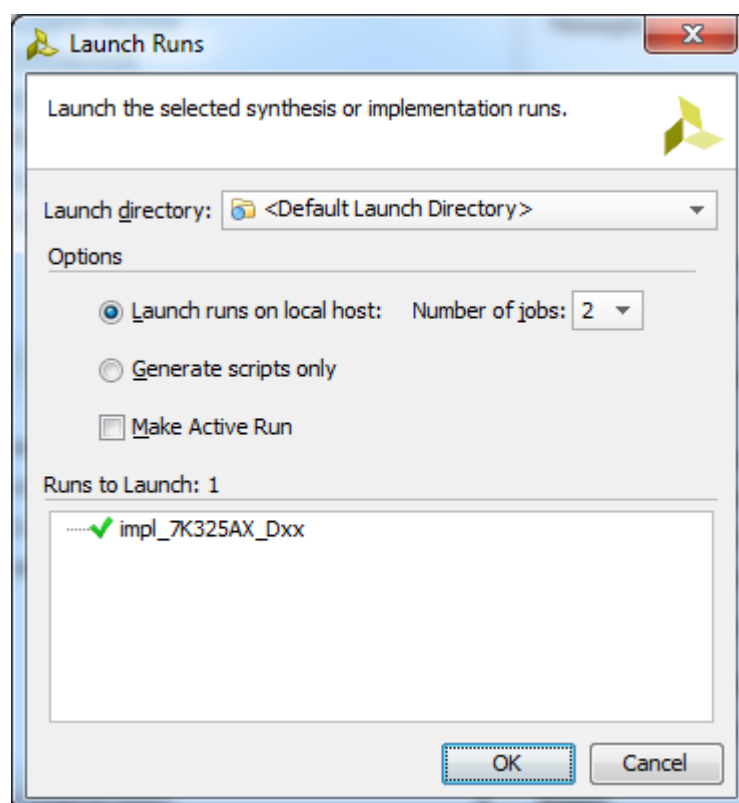 Launch Runs
Launch the selected synthesis or implementation runs.
Launch directory: <Default Launch Directory>
Options
Launch runs on local host: Number of jobs: 2
Generate scripts only
Make Active Run
Runs to Launch: 1
impl_7K325AX_Dxx
OK Cancel